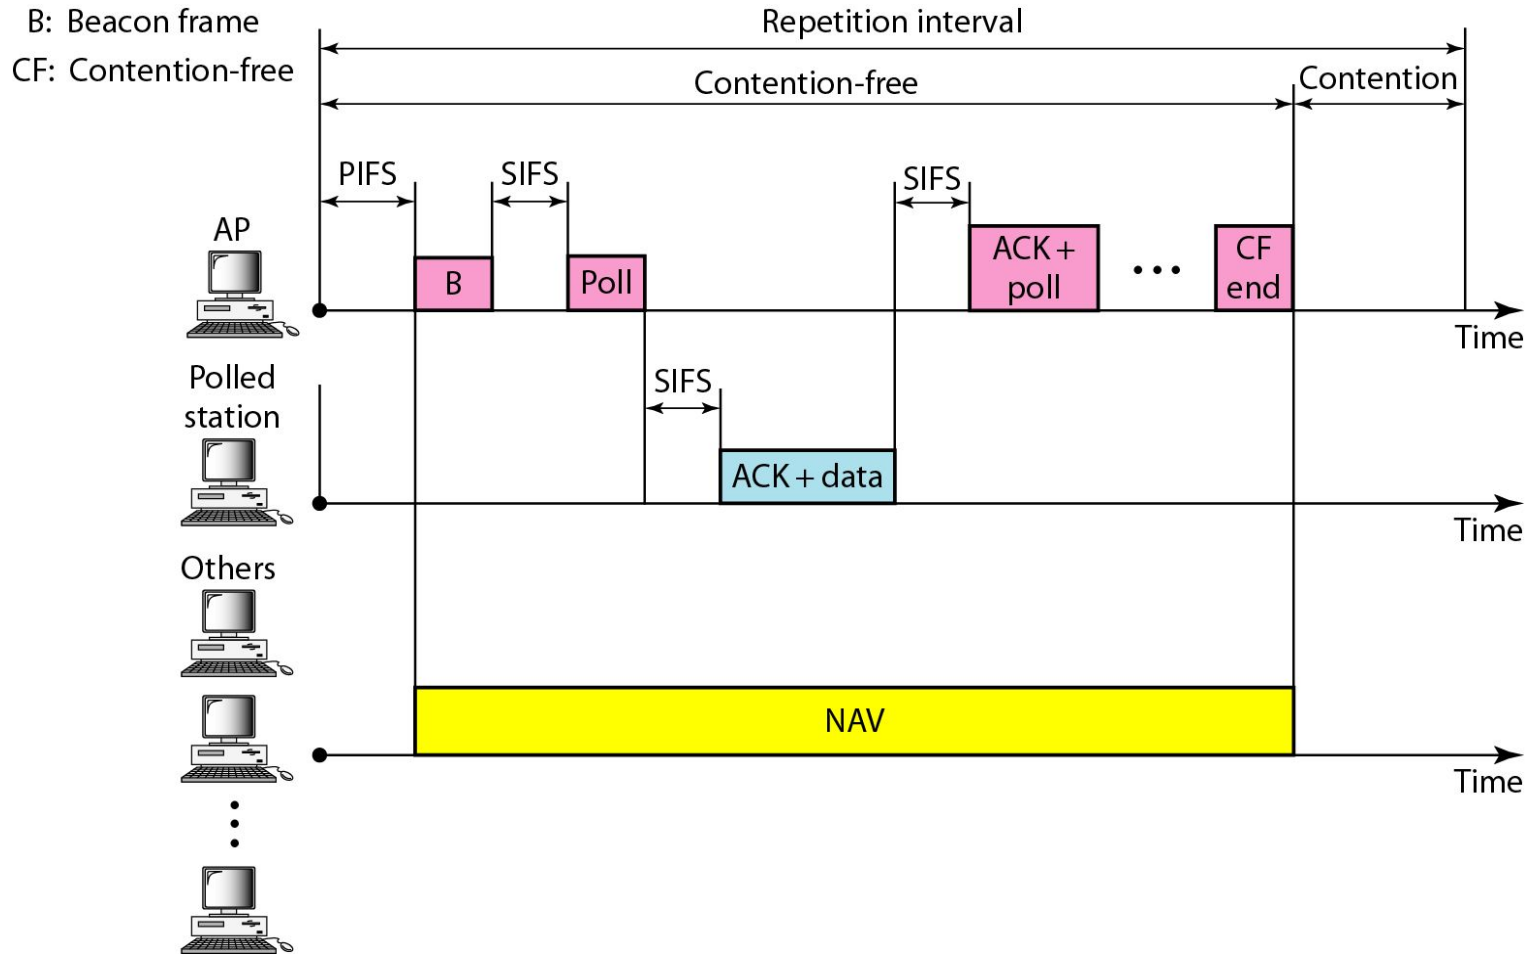 B: Beacon frame
Repetition interval
CF: Contention-free
Contention-free
Contention
PIFS
SIFS
SIFS
AP
B
Poll
ACK +
poll
CF
end
Time
Polled
station
SIFS
ACK + data
Time
Others
NAV
Time